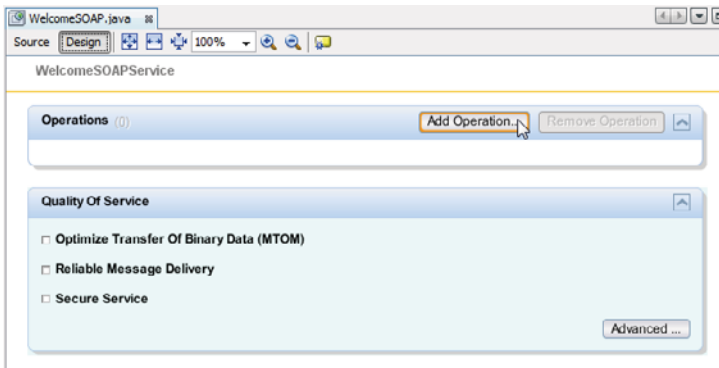 WelcomeSOAP.java
Source Design 100%
WelcomeSOAPService
Operations (0) Add Operation... Remove Operation
Quality Of Service
Optimize Transfer Of Binary Data (MTOM)
Reliable Message Delivery
Secure Service
Advanced ...